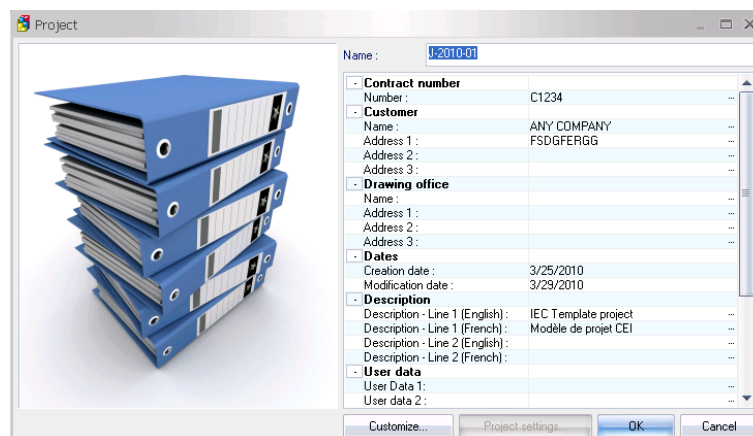 Project
Name : J-2010-01
Contract number
Number : C1234 ...
Customer
Name : ANY COMPANY ...
Address 1 : FSDGFERGG ...
Address 2 : ...
Address 3 : ...
Drawing office
Name : ...
Address 1 : ...
Address 2 : ...
Address 3 : ...
Dates
Creation date : 3/25/2010
Modification date : 3/29/2010
Description
Description - Line 1 (English) : IEC Template project ...
Description - Line 1 (French) : Modèle de projet CEI ...
Description - Line 2 (English) : ...
Description - Line 2 (French) : ...
User data
User Data 1: ...
User data 2 : ...
Customize... Project settings... OK Cancel